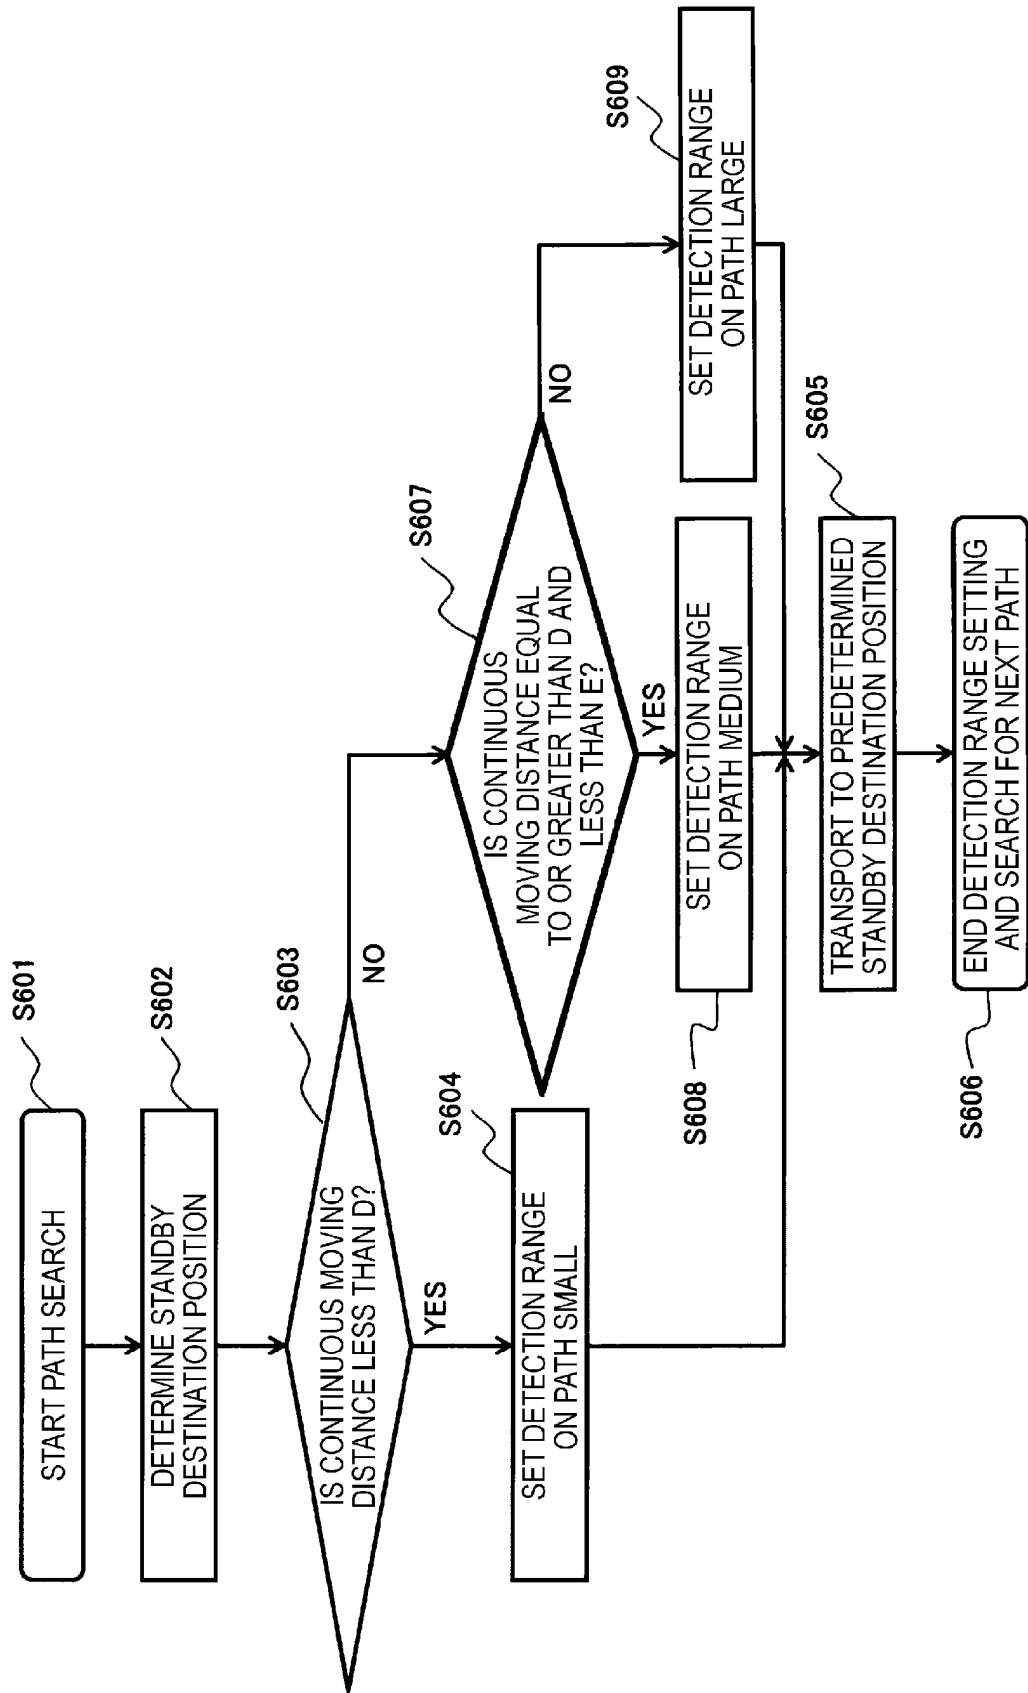 S601
START PATH SEARCH
S602
DETERMINE STANDBY
DESTINATION POSITION
S603
IS CONTINUOUS MOVING
DISTANCE LESS THAN D?
NO
YES
S604
SET DETECTION RANGE
ON PATH SMALL
S607
IS CONTINUOUS
MOVING DISTANCE EQUAL
TO OR GREATER THAN D AND
LESS THAN E?
NO
YES
S608
SET DETECTION RANGE
ON PATH MEDIUM
S609
SET DETECTION RANGE
ON PATH LARGE
S605
TRANSPORT TO PREDETERMINED
STANDBY DESTINATION POSITION
S606
END DETECTION RANGE SETTING
AND SEARCH FOR NEXT PATH